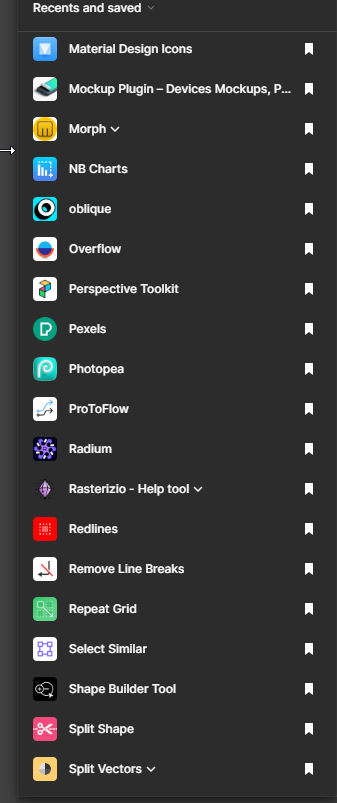 Recents and saved
Material Design Icons
Mockup Plugin – Devices Mockups, P...
Morph
NB Charts
oblique
Overflow
Perspective Toolkit
Pexels
Photopea
ProToFlow
Radium
Rasterizio - Help tool
Redlines
Remove Line Breaks
Repeat Grid
Select Similar
Shape Builder Tool
Split Shape
Split Vectors